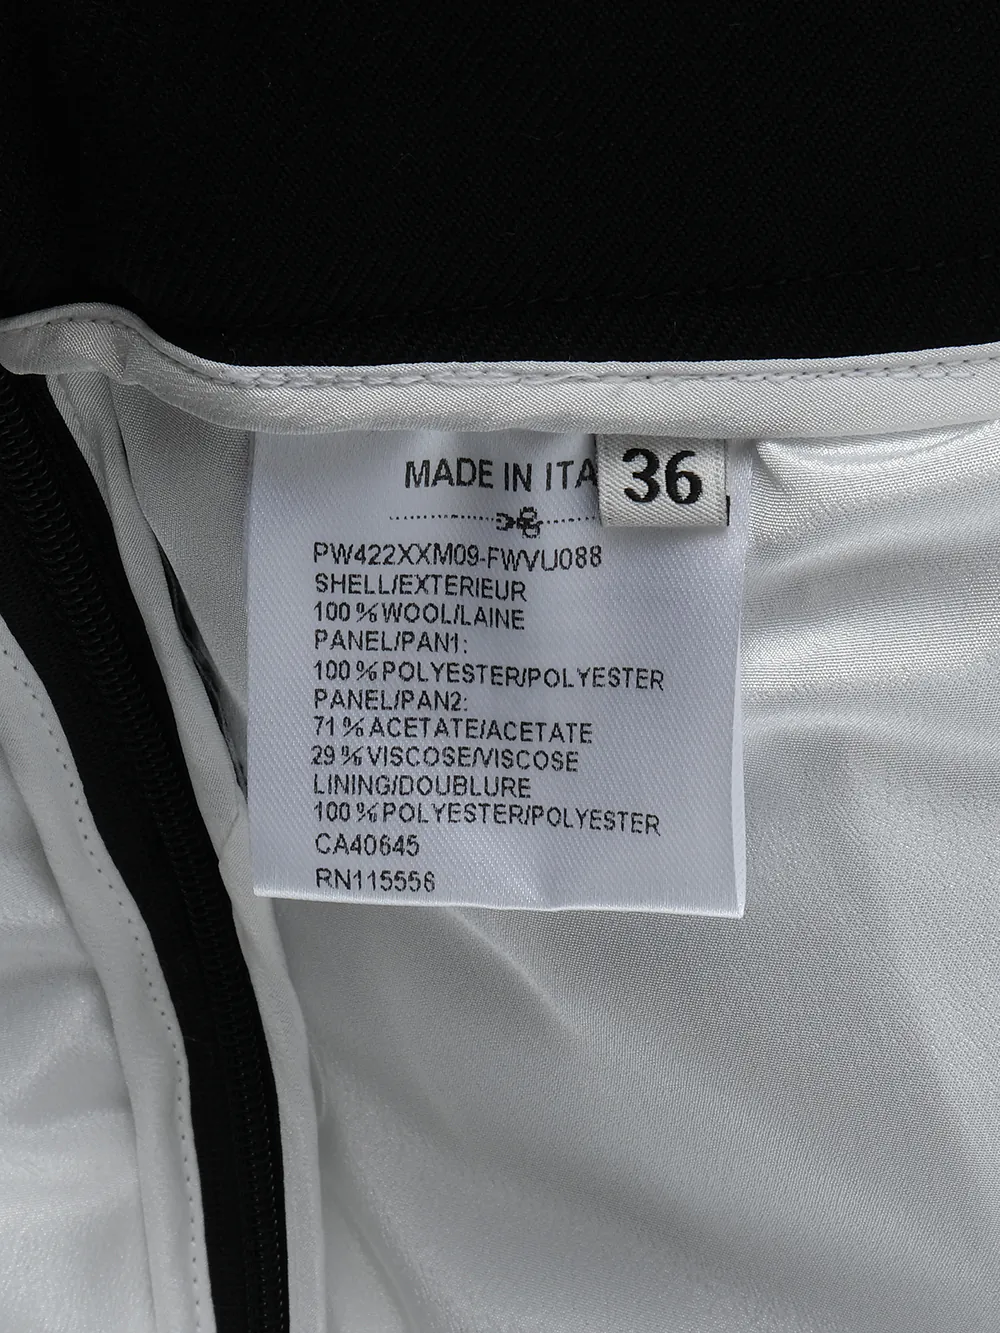 MADE IN ITA
36
PW422XXM09-FWVU088
SHELL/EXTERIEUR
100%WOOL/LAINE
PANEL/PAN1:
100%POLYESTER/POLYESTER
PANEL/PAN2:
71%ACETATE/ACETATE
29%VISCOSE/VISCOSE
LINING/DOUBLURE
100%POLYESTER/POLYESTER
CA40645
RN115556